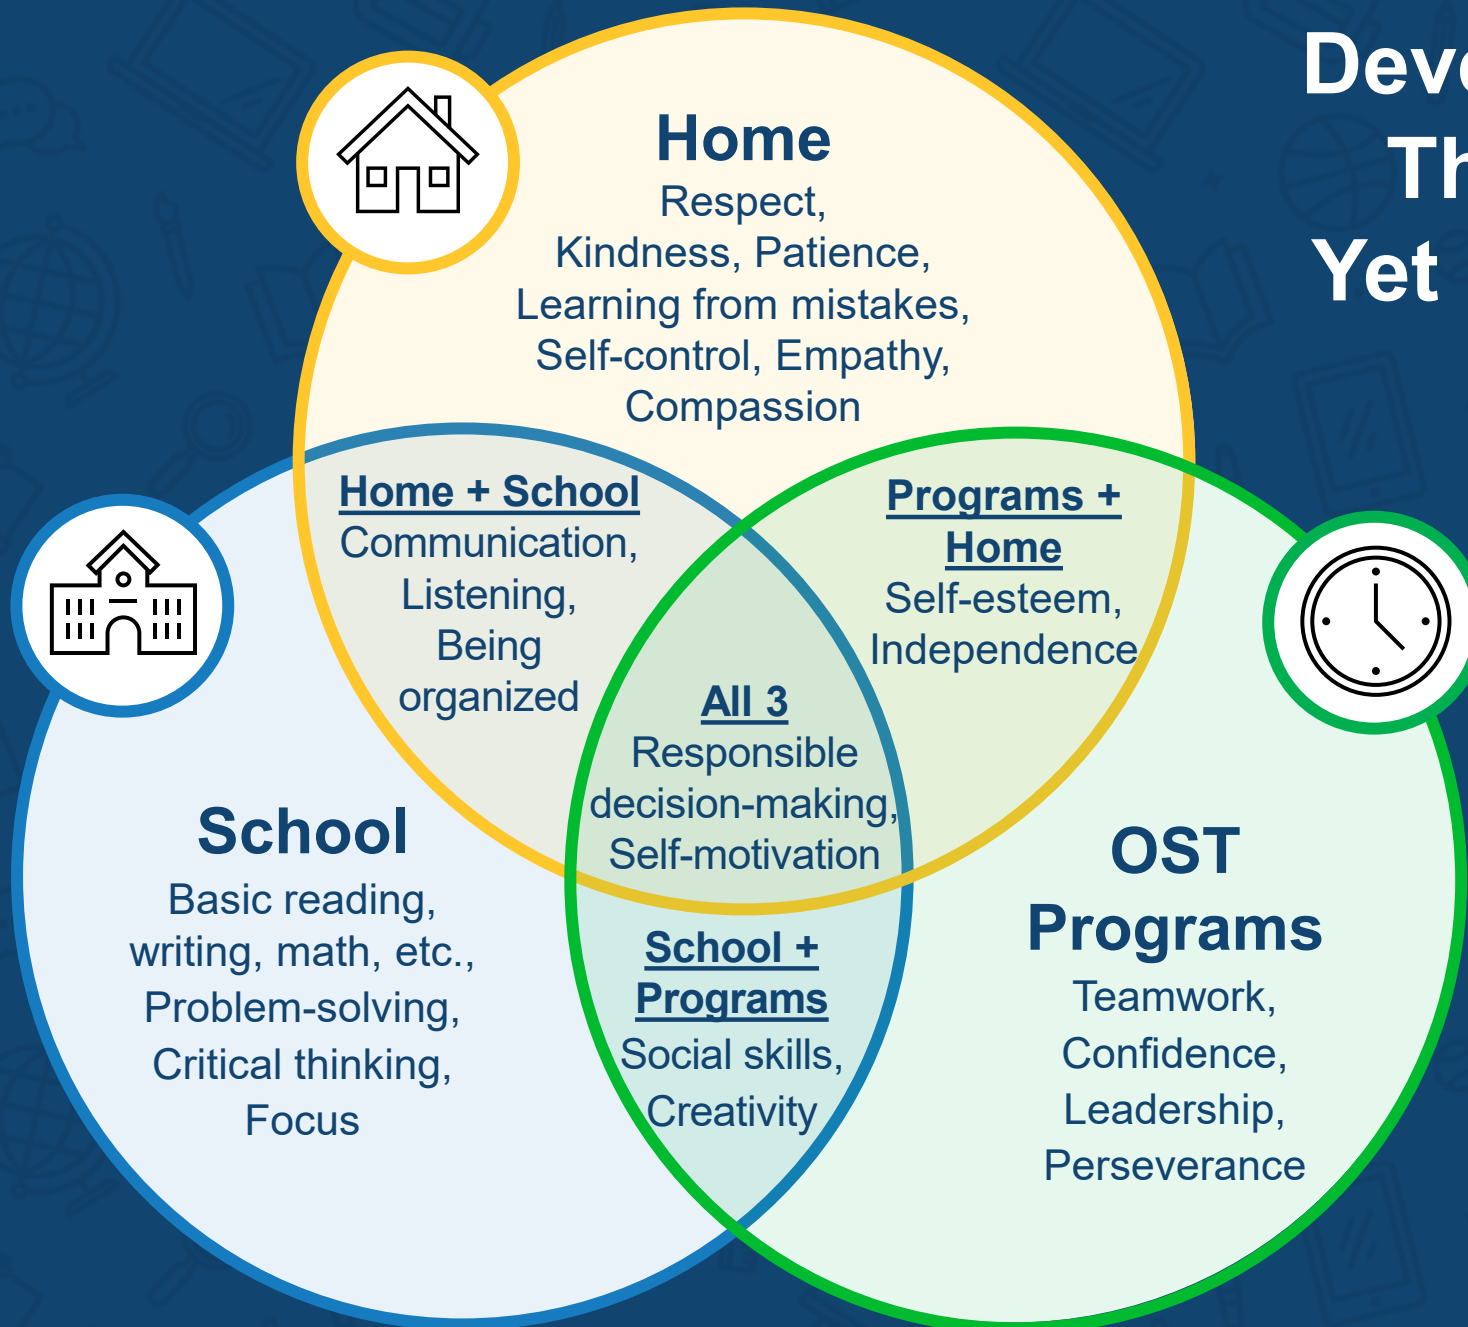 Home
Respect,
Kindness, Patience,
Learning from mistakes,
Self-control, Empathy,
Compassion
Home + School
Communication,
Listening,
Being
organized
Programs +
Home
Self-esteem,
Independence
All 3
Responsible
decision-making,
Self-motivation
School
Basic reading,
writing, math, etc.,
Problem-solving,
Critical thinking,
Focus
School +
Programs
Social skills,
Creativity
OST
Programs
Teamwork,
Confidence,
Leadership,
Perseverance
Yet